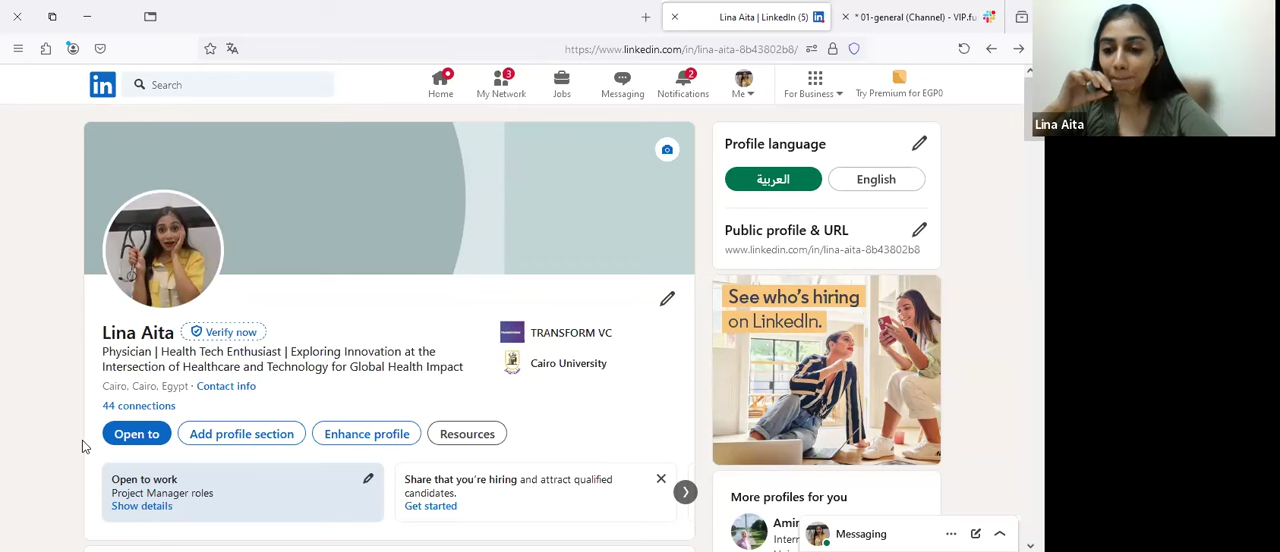 Lina Aita | LinkedIn (5)
* 01-general (Channel) - VIP.fu
https://www.linkedin.com/in/lina-aita-8b43802b8/
in
Search
Home
3
My Network
Jobs
Messaging
2
Notifications
Me
For Business
Try Premium for EGP0
Lina Aita
Profile language
العربية
English
Public profile & URL
www.linkedin.com/in/lina-aita-8b43802b8
See who's hiring
on LinkedIn.
Lina Aita
Verify now
TRANSFORM VC
Physician | Health Tech Enthusiast | Exploring Innovation at the
Intersection of Healthcare and Technology for Global Health Impact
Cairo University
Cairo, Cairo, Egypt · Contact info
44 connections
Open to
Add profile section
Enhance profile
Resources
Open to work
Project Manager roles
Show details
Share that you're hiring and attract qualified
candidates.
Get started
More profiles for you
Amir
Messaging